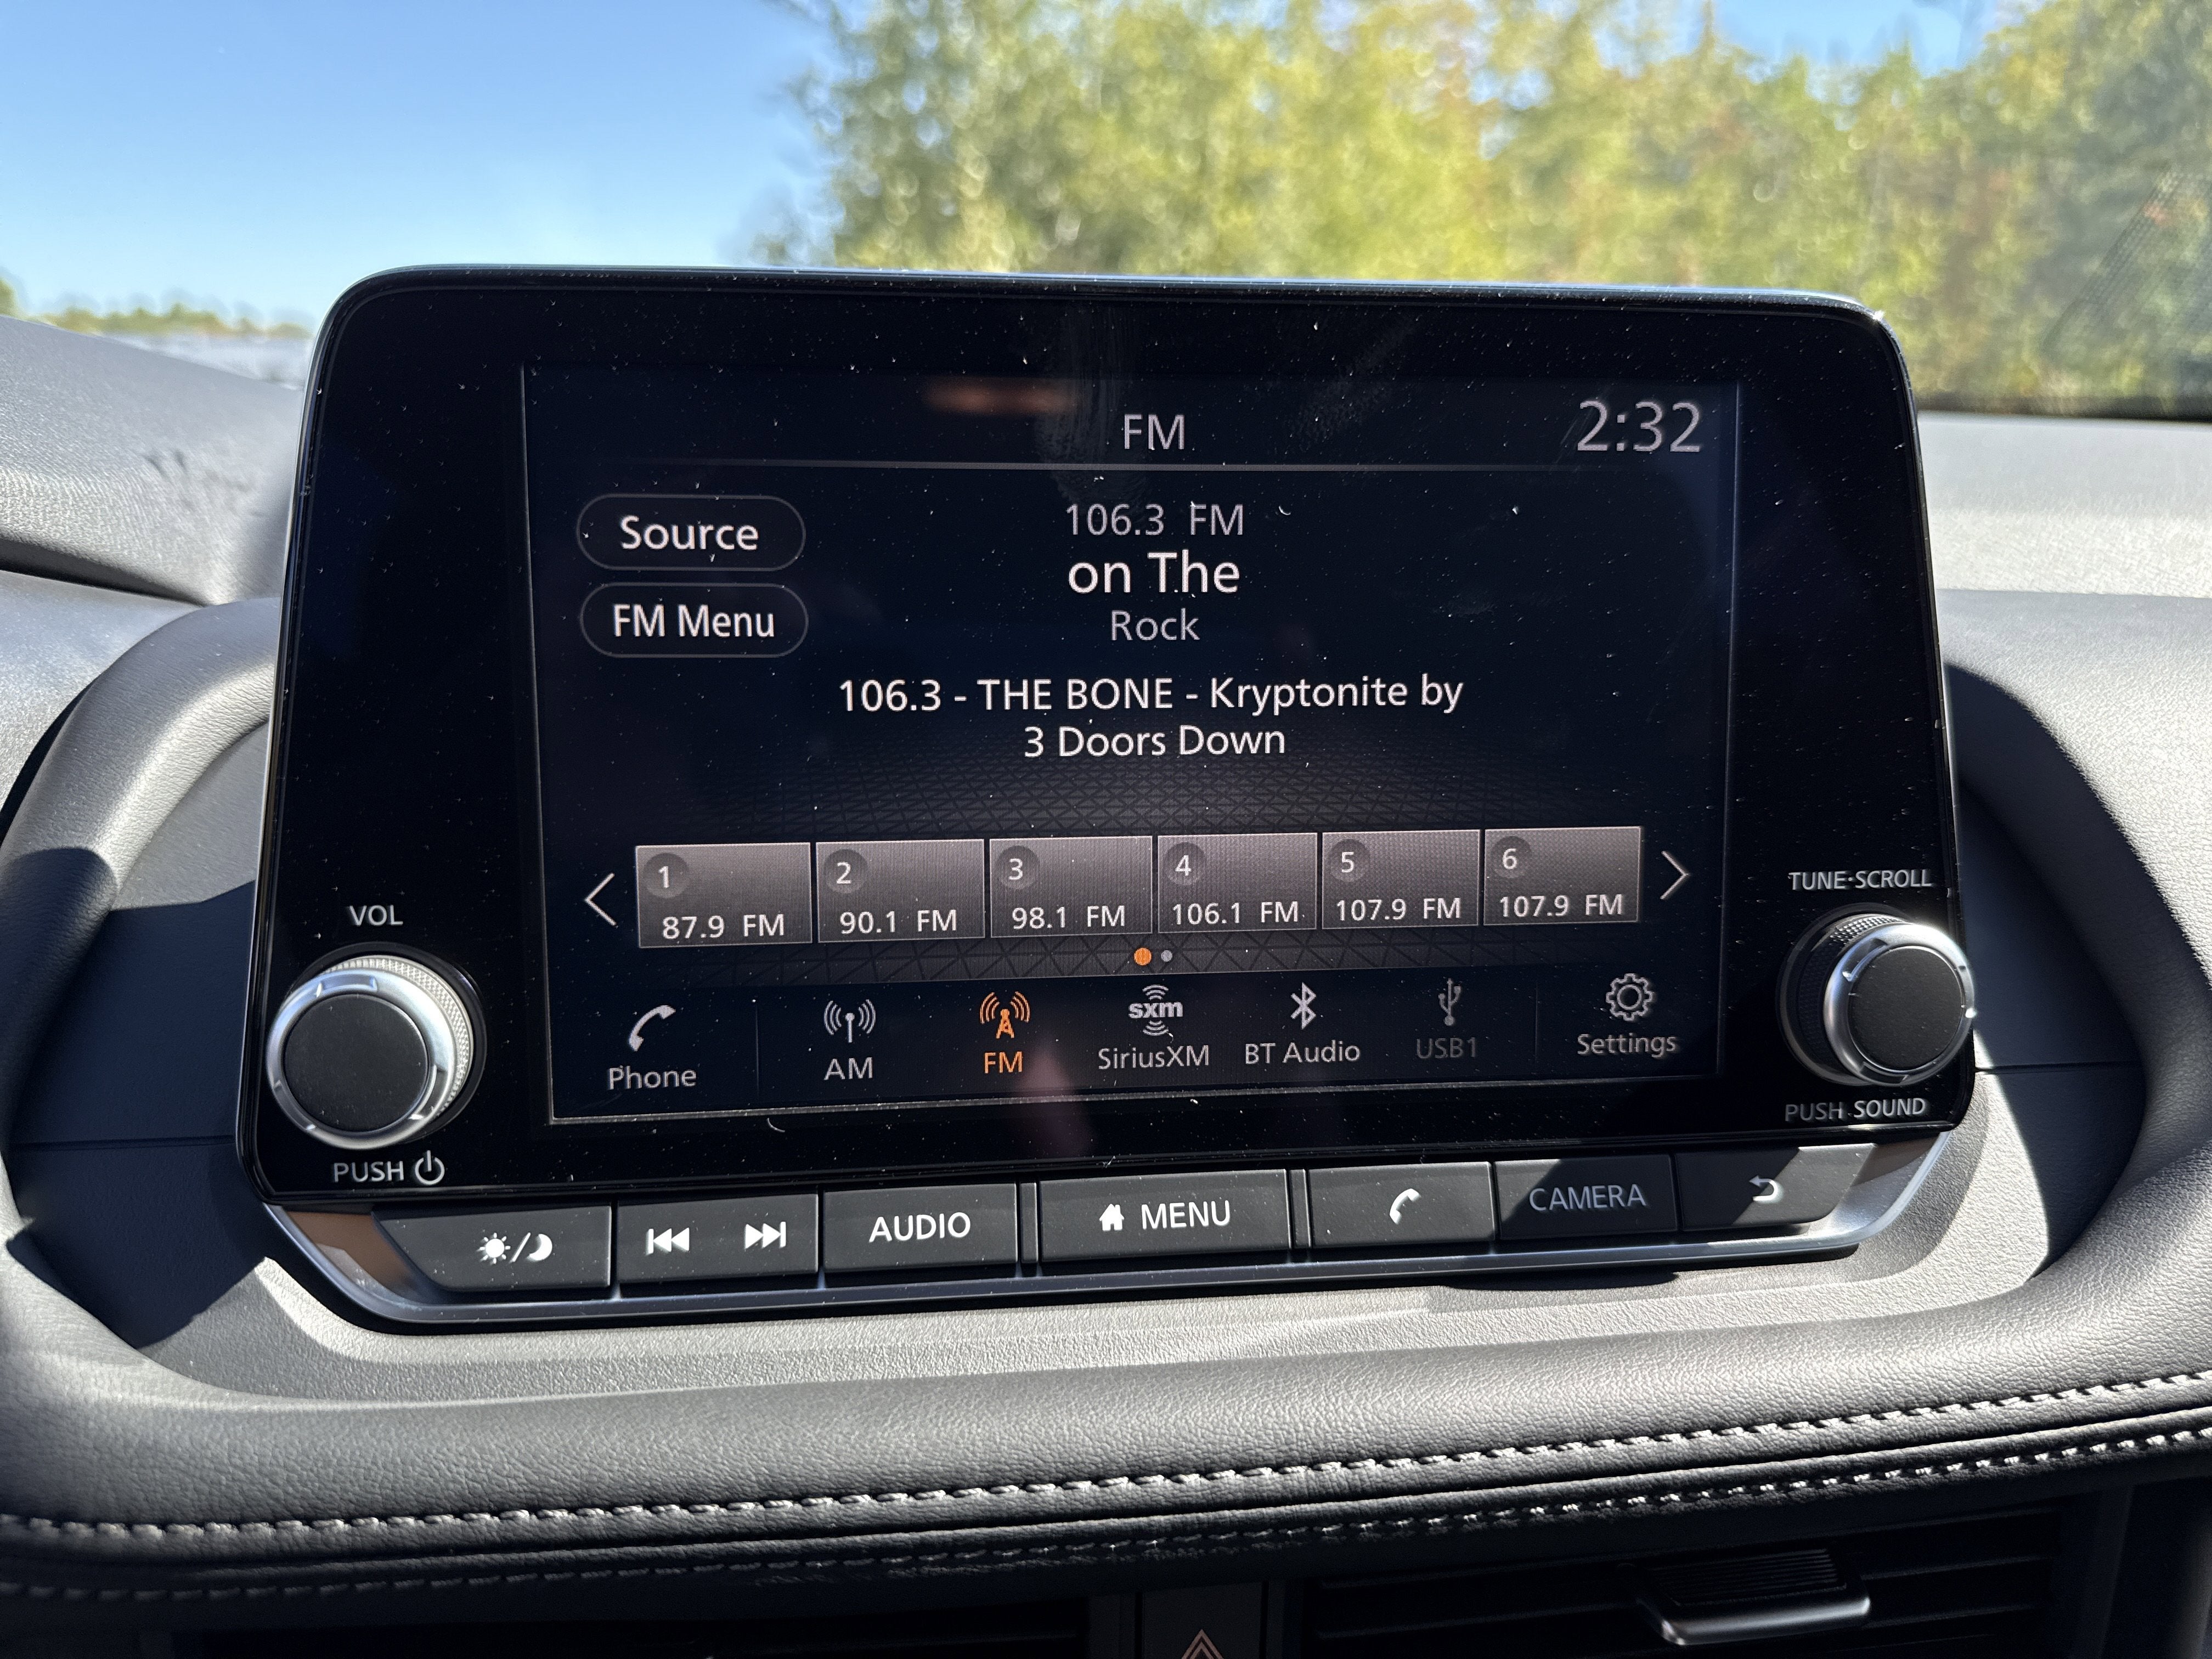 FM
2:32
Source
106.3 FM
on The
FM Menu
Rock
106.3 - THE BONE - Kryptonite by
3 Doors Down
1
2
3
4
5
6
87.9 FM
90.1 FM
98.1 FM
106.1 FM
107.9 FM
107.9 FM
VOL
TUNE·SCROLL
Phone
AM
FM
sxm
SiriusXM
BT Audio
USB1
Settings
PUSH
PUSH SOUND
AUDIO
MENU
CAMERA